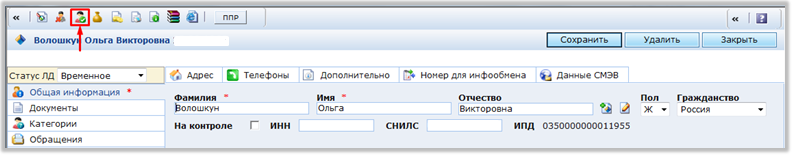 « ППР « ?
Волошкун Ольга Викторовна Сохранить Удалить Закрыть
Статус ЛД Временное Адрес Телефоны Дополнительно Номер для инфообмена Данные СМЭВ
Общая информация * Фамилия * Имя * Отчество Пол Гражданство
Документы Волошкун Ольга Викторовна Ж Россия
Категории На контроле ИНН СНИЛС ИПД 0350000000011955
Обращения